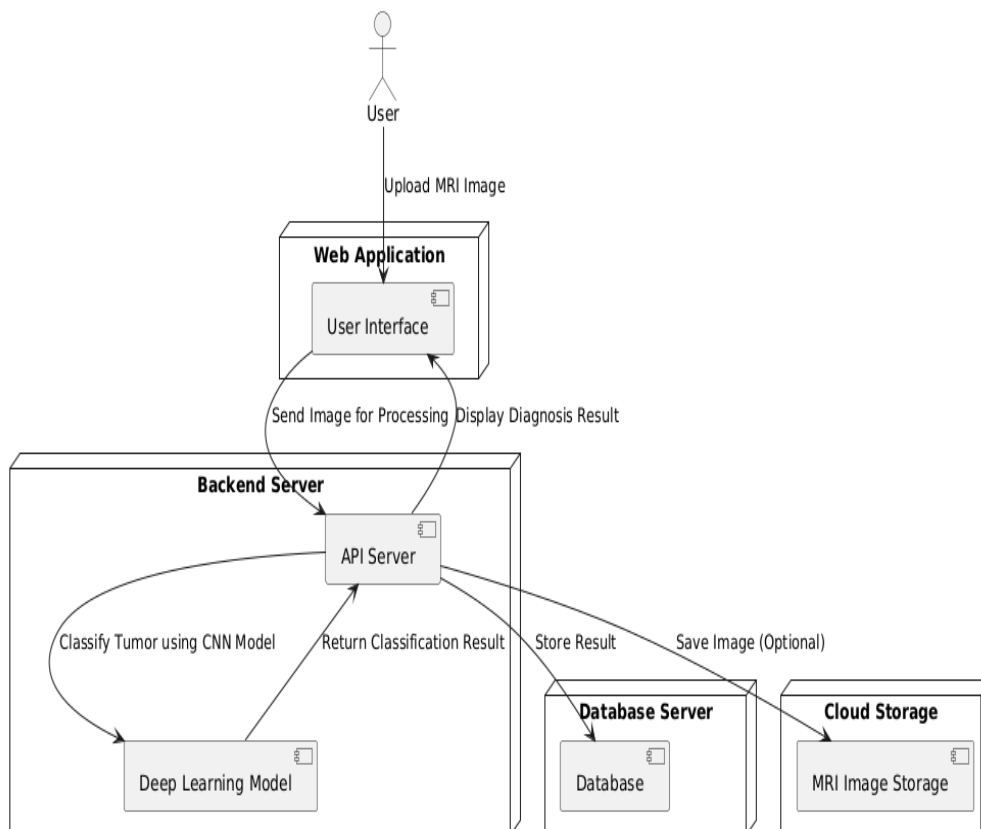 User
Upload MRI Image
Web Application
User Interface
Send Image for Processing
Display Diagnosis Result
Backend Server
API Server
Classify Tumor using CNN Model
Return Classification Result
Store Result
Save Image (Optional)
Database Server
Cloud Storage
Deep Learning Model
Database
MRI Image Storage